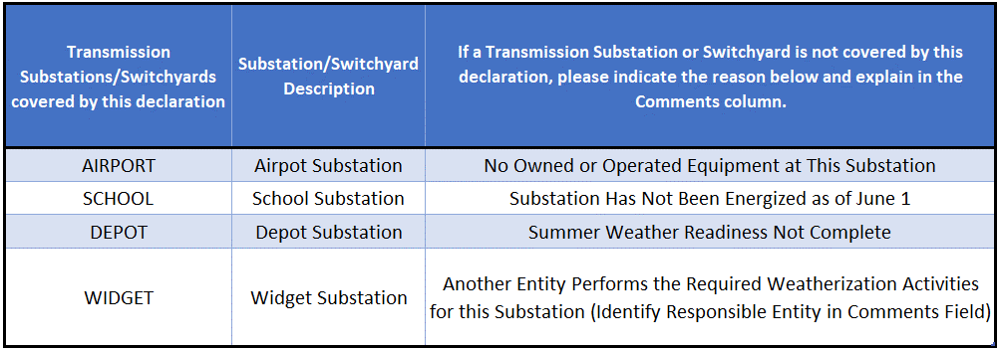 Transmission
Substations/Switchyards
covered by this declaration
Substation/Switchyard
Description
If a Transmission Substation or Switchyard is not covered by this
declaration, please indicate the reason below and explain in the
Comments column.
AIRPORT
Airpot Substation
No Owned or Operated Equipment at This Substation
SCHOOL
School Substation
Substation Has Not Been Energized as of June 1
DEPOT
Depot Substation
Summer Weather Readiness Not Complete
WIDGET
Widget Substation
Another Entity Performs the Required Weatherization Activities
for this Substation (Identify Responsible Entity in Comments Field)